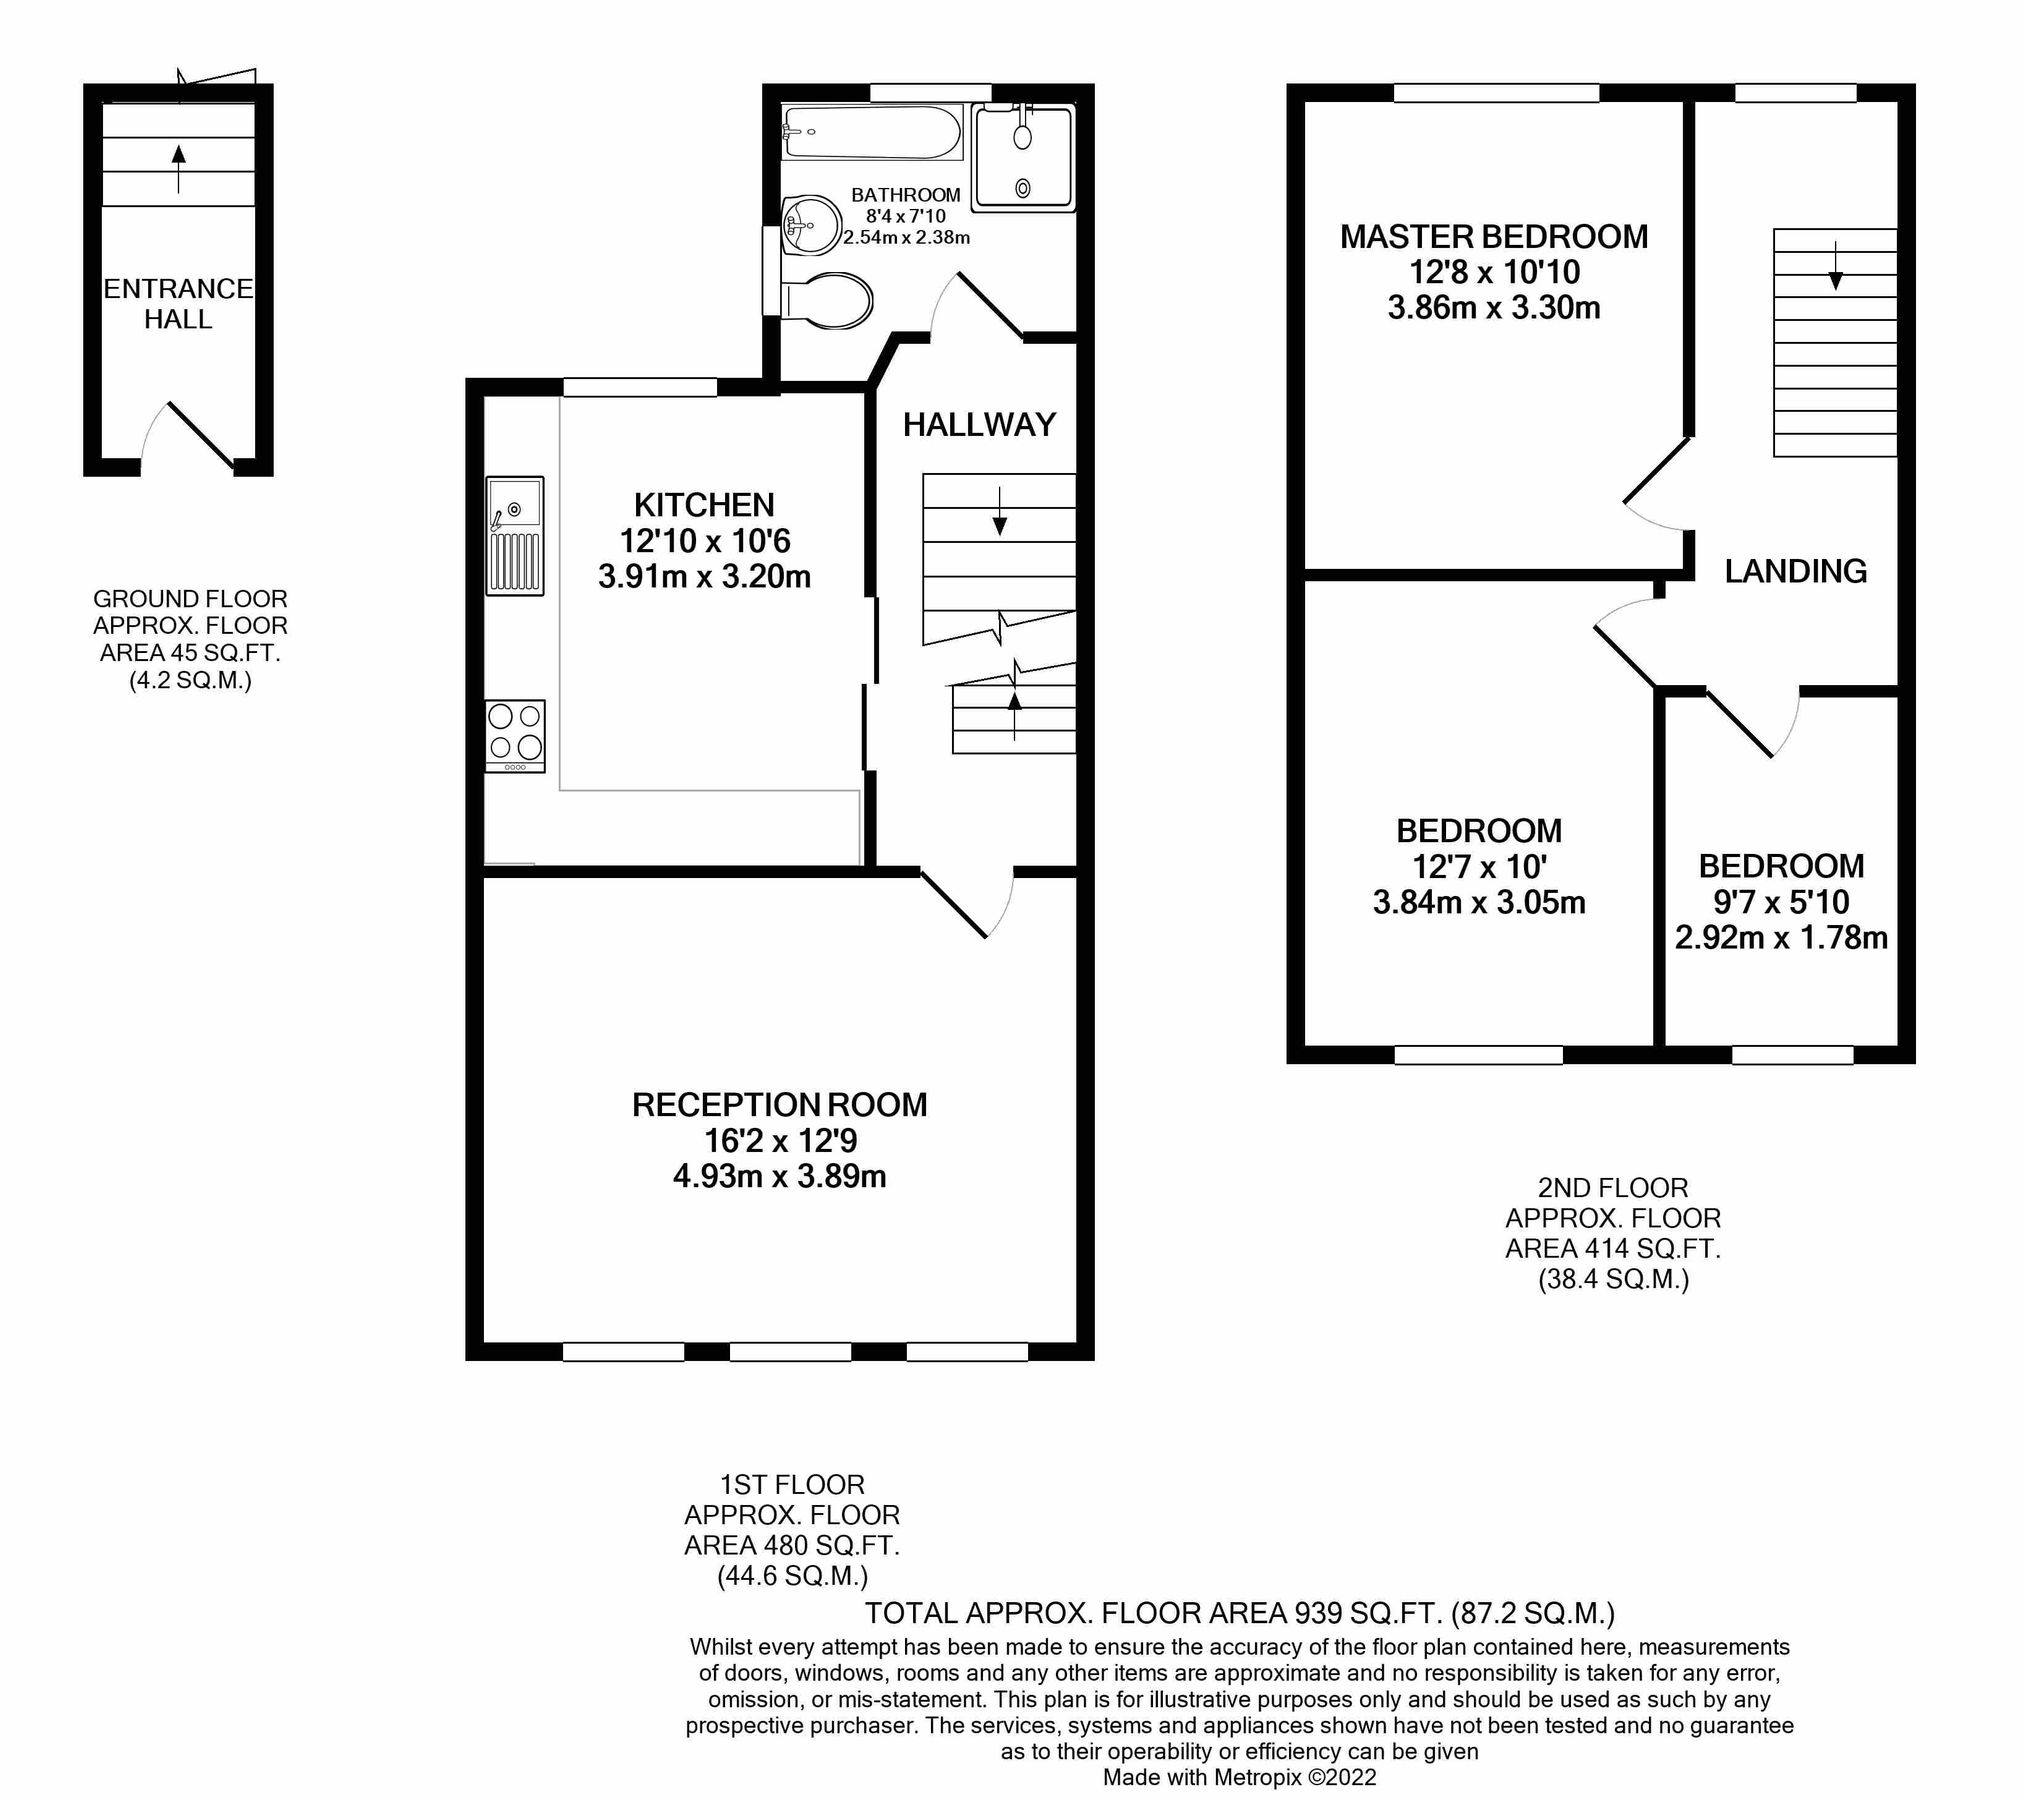 ENTRANCE
HALL
GROUND FLOOR
APPROX. FLOOR
AREA 45 SQ.FT.
(4.2 SQ.M.)
BATHROOM
8'4 x 7'10
2.54m x 2.38m
HALLWAY
KITCHEN
12'10 x 10'6
3.91m x 3.20m
RECEPTION ROOM
16'2 x 12'9
4.93m x 3.89m
1ST FLOOR
APPROX. FLOOR
AREA 480 SQ.FT.
(44.6 SQ.M.)
MASTER BEDROOM
12'8 x 10'10
3.86m x 3.30m
LANDING
BEDROOM
12'7 x 10'
3.84m x 3.05m
BEDROOM
9'7 x 5'10
2.92m x 1.78m
2ND FLOOR
APPROX. FLOOR
AREA 414 SQ.FT.
(38.4 SQ.M.)
TOTAL APPROX. FLOOR AREA 939 SQ.FT. (87.2 SQ.M.)
Whilst every attempt has been made to ensure the accuracy of the floor plan contained here, measurements
of doors, windows, rooms and any other items are approximate and no responsibility is taken for any error,
omission, or mis-statement. This plan is for illustrative purposes only and should be used as such by any
prospective purchaser. The services, systems and appliances shown have not been tested and no guarantee
as to their operability or efficiency can be given
Made with Metropix ©2022